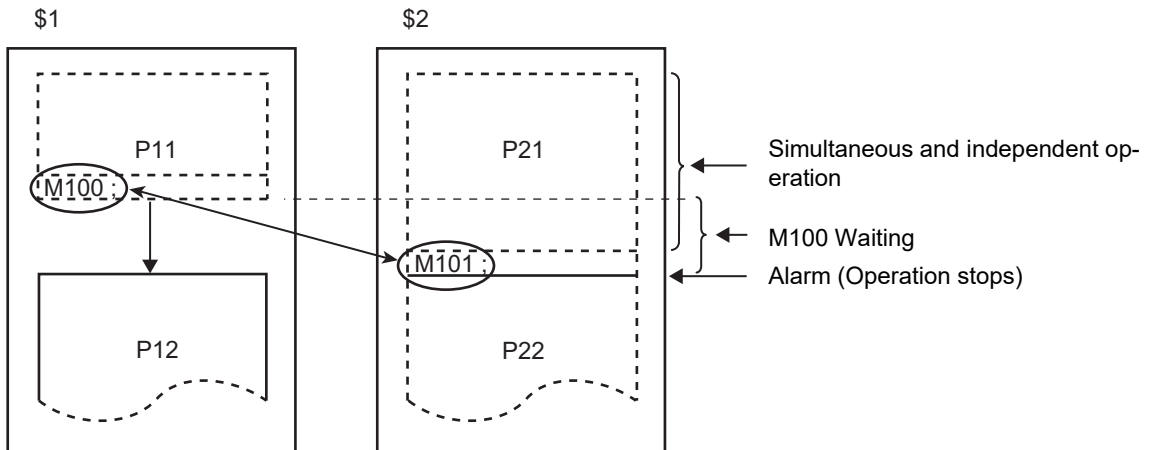 $1
$2
P11
P21
Simultaneous and independent op-
eration
M100 ;
M100 Waiting
M101 ;
Alarm (Operation stops)
P12
P22